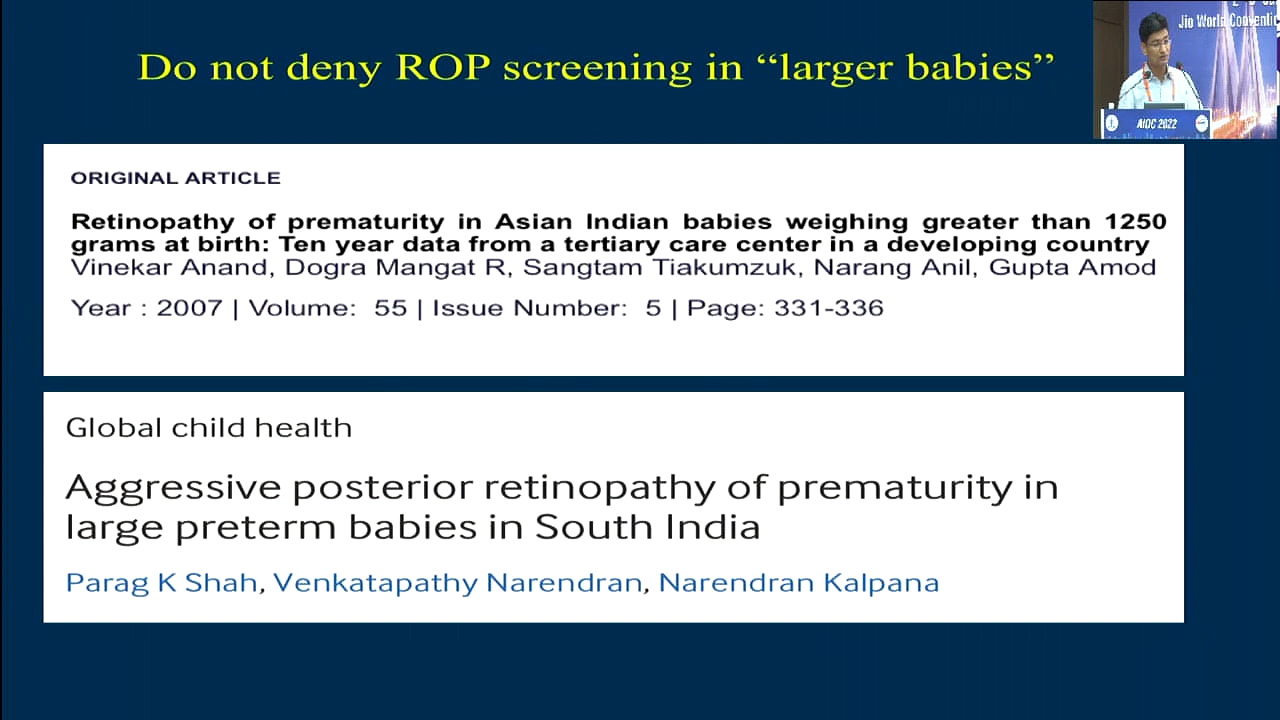 Do not deny ROP screening in “larger babies”
Jio World Conventi
AIOC 2022
ORIGINAL ARTICLE
Retinopathy of prematurity in Asian Indian babies weighing greater than 1250
grams at birth: Ten year data from a tertiary care center in a developing country
Vinekar Anand, Dogra Mangat R, Sangtam Tiakumzuk, Narang Anil, Gupta Amod
Year : 2007 | Volume: 55 | Issue Number: 5 | Page: 331-336
Global child health
Aggressive posterior retinopathy of prematurity in
large preterm babies in South India
Parag K Shah, Venkatapathy Narendran, Narendran Kalpana